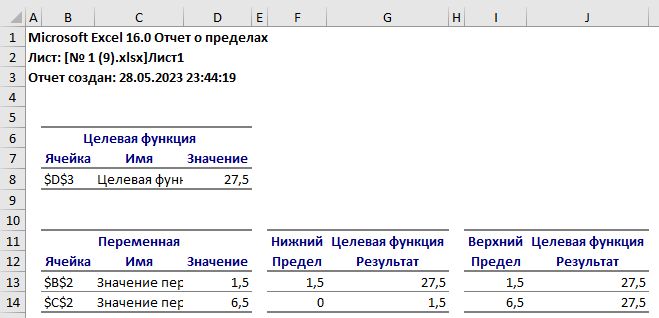 A B C D E F G H I J
1 Microsoft Excel 16.0 Отчет о пределах
2 Лист: [№ 1 (9).xlsx]Лист1
3 Отчет создан: 28.05.2023 23:44:19
4
5
6 Целевая функция
7 Ячейка Имя Значение
8 $D$3 Целевая функ 27,5
9
10
11 Переменная Нижний Целевая функция Верхний Целевая функция
12 Ячейка Имя Значение Предел Результат Предел Результат
13 $B$2 Значение пер 1,5 1,5 27,5 1,5 27,5
14 $C$2 Значение пер 6,5 0 1,5 6,5 27,5